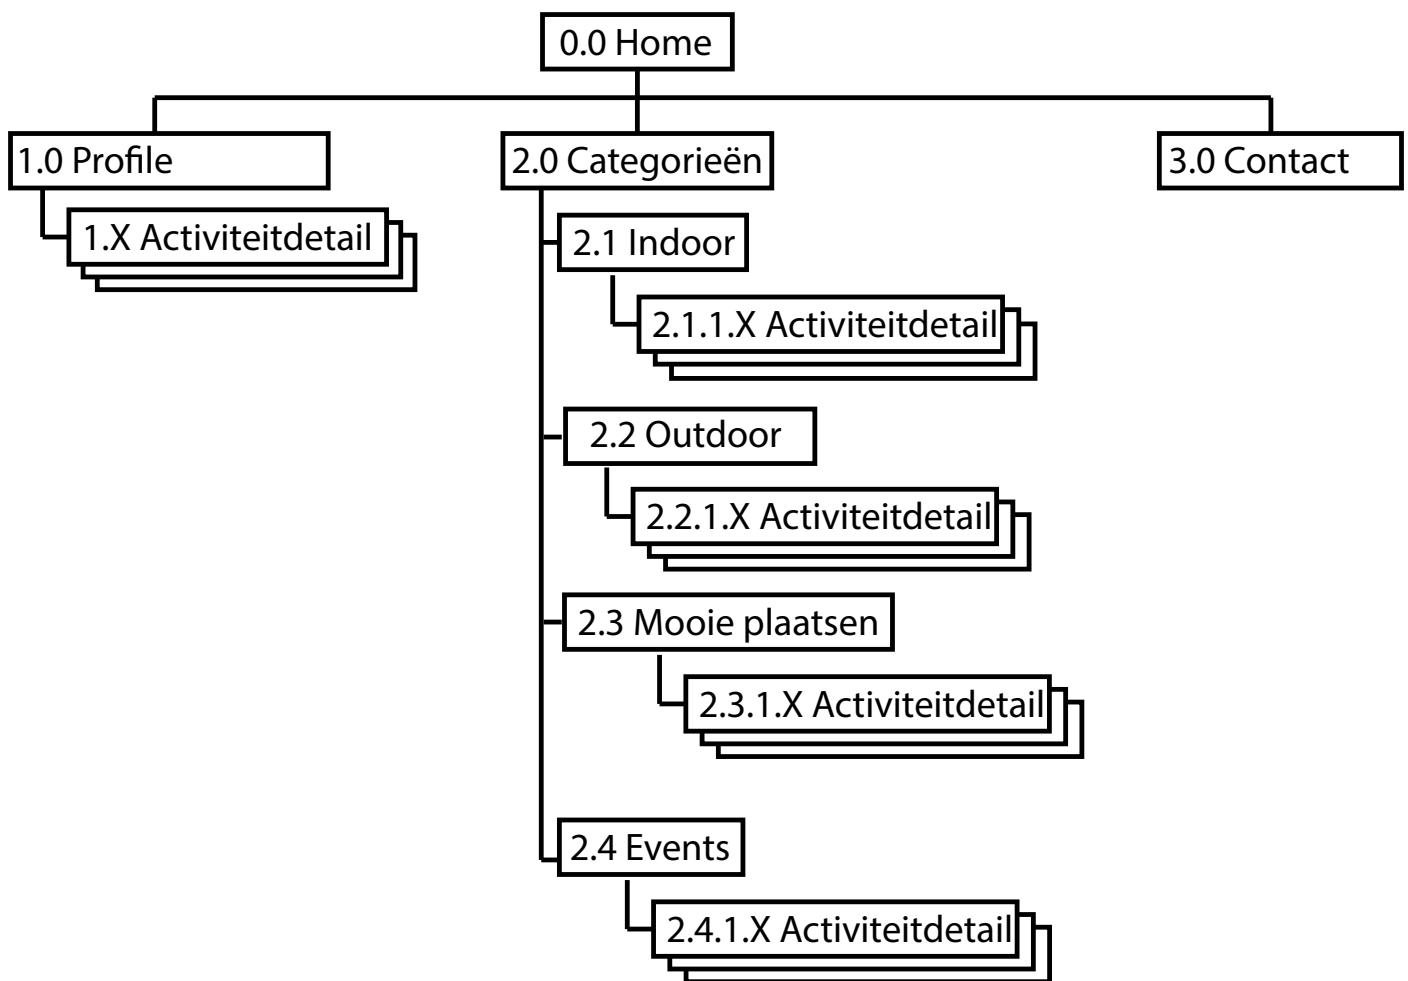 0.0 Home
1.0 Profile
2.0 Categorieën
3.0 Contact
1.X Activiteitdetail
2.1 Indoor
2.1.1.X Activiteitdetail
2.2 Outdoor
2.2.1.X Activiteitdetail
2.3 Mooie plaatsen
2.3.1.X Activiteitdetail
2.4 Events
2.4.1.X Activiteitdetail